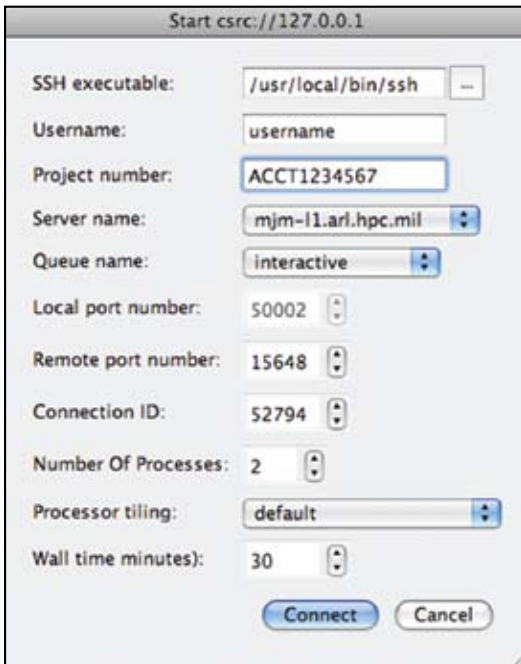 Start csrc://127.0.0.1
SSH executable: /usr/local/bin/ssh ...
Username: username
Project number: ACCT1234567
Server name: mjm-l1.arl.hpc.mil
Queue name: interactive
Local port number: 50002
Remote port number: 15648
Connection ID: 52794
Number Of Processes: 2
Processor tiling: default
Wall time minutes): 30
Connect Cancel